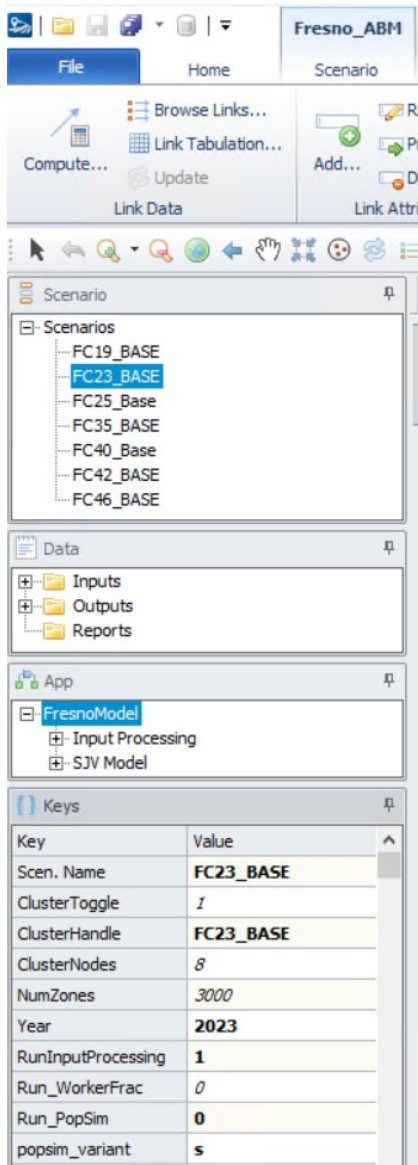 Fresno_ABM
File Home Scenario
Browse Links...
Link Tabulation...
Update
Compute...
Add...
Link Data
Link Attri
Scenario
Scenarios
FC19_BASE
FC23_BASE
FC25_Base
FC35_BASE
FC40_Base
FC42_BASE
FC46_BASE
Data
Inputs
Outputs
Reports
App
FresnoModel
Input Processing
SJV Model
Keys
Key Value
Scen. Name FC23_BASE
ClusterToggle 1
ClusterHandle FC23_BASE
ClusterNodes 8
NumZones 3000
Year 2023
RunInputProcessing 1
Run_WorkerFrac 0
Run_PopSim 0
popsim_variant s